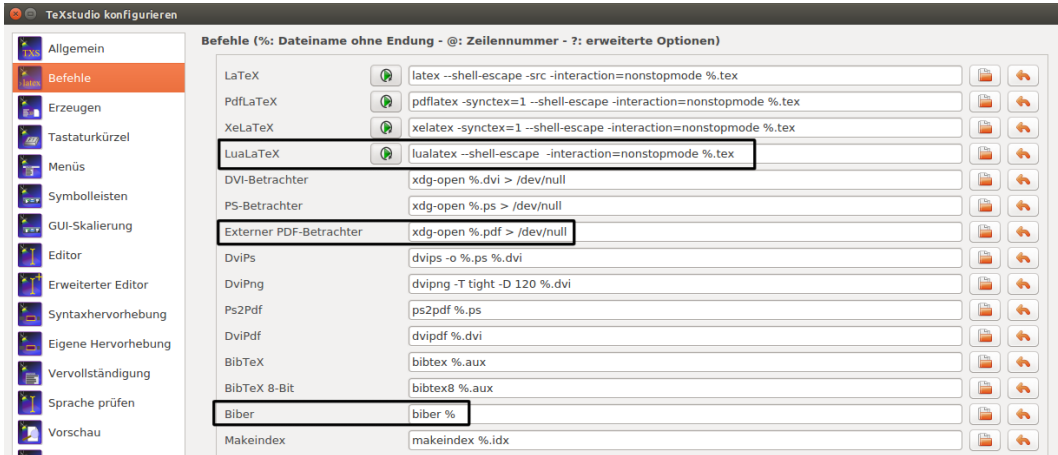 TeXstudio konfigurieren
Allgemein
Befehle
Erzeugen
Tastaturkürzel
Menüs
Symbolleisten
GUI-Skalierung
Editor
Erweiterter Editor
Syntaxhervorhebung
Eigene Hervorhebung
Vervollständigung
Sprache prüfen
Vorschau
Befehle (%: Dateiname ohne Endung - @: Zeilennummer - ?: erweiterte Optionen)
LaTeX latex --shell-escape -src -interaction=nonstopmode %.tex
PdfLaTeX pdflatex -synctex=1 --shell-escape -interaction=nonstopmode %.tex
XeLaTeX xelatex -synctex=1 --shell-escape -interaction=nonstopmode %.tex
LuaLaTeX lualatex --shell-escape  -interaction=nonstopmode %.tex
DVI-Betrachter xdg-open %.dvi > /dev/null
PS-Betrachter xdg-open %.ps > /dev/null
Externer PDF-Betrachter xdg-open %.pdf > /dev/null
DviPs dvips -o %.ps %.dvi
DviPng dvipng -T tight -D 120 %.dvi
Ps2Pdf ps2pdf %.ps
DviPdf dvipdf %.dvi
BibTeX bibtex %.aux
BibTeX 8-Bit bibtex8 %.aux
Biber biber %
Makeindex makeindex %.idx